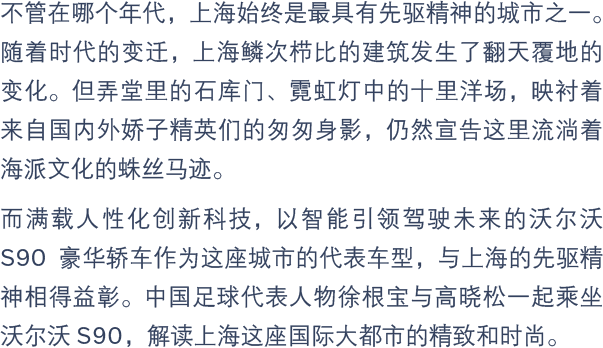 不管在哪个年代，上海始终是最具有先驱精神的城市之一。
随着时代的变迁，上海鳞次栉比的建筑发生了翻天覆地的
变化。但弄堂里的石库门、霓虹灯中的十里洋场，映衬着
来自国内外娇子精英们的匆匆身影，仍然宣告这里流淌着
海派文化的蛛丝马迹。
而满载人性化创新科技，以智能引领驾驶未来的沃尔沃
S90 豪华轿车作为这座城市的代表车型，与上海的先驱精
神相得益彰。中国足球代表人物徐根宝与高晓松一起乘坐
沃尔沃 S90，解读上海这座国际大都市的精致和时尚。